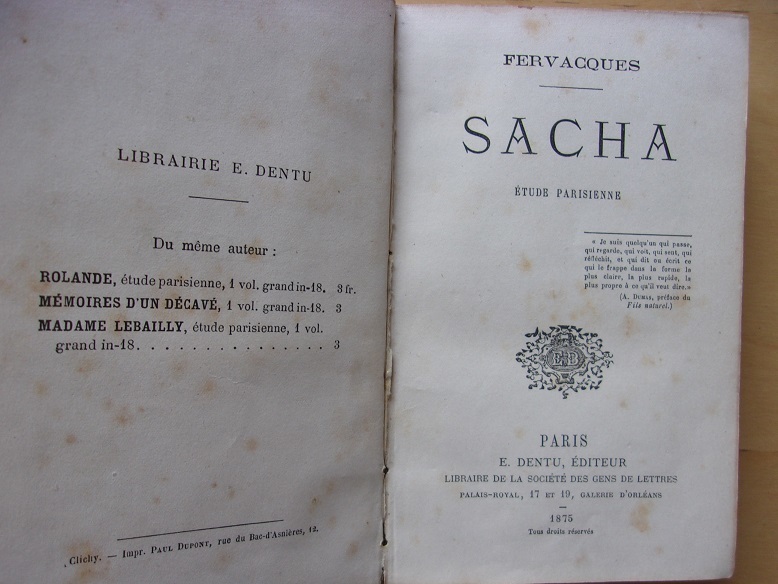 LIBRAIRIE E. DENTU
Du même auteur :
ROLANDE, étude parisienne, 1 vol. grand in-18. 3 fr.
MÉMOIRES D'UN DÉCAVÉ, 1 vol. grand in-18. 3
MADAME LEBAILLY, étude parisienne, 1 vol.
grand in-18. . . . . . . . . . . . . . . . 3
Clichy. — Impr. PAUL DUPONT, rue du Bac-d'Asnières, 12.
FERVACQUES
SACHA
ÉTUDE PARISIENNE
« Je suis quelqu'un qui passe,
qui regarde, qui voit, qui sent, qui
réfléchit, et qui dit ou écrit ce
qui le frappe dans la forme la
plus claire, la plus rapide, la
plus propre à ce qu'il veut dire.»
(A. DUMAS, préface du
Fils naturel.)
PARIS
E. DENTU, ÉDITEUR
LIBRAIRE DE LA SOCIÉTÉ DES GENS DE LETTRES
PALAIS-ROYAL, 17 ET 19, GALERIE D'ORLÉANS
1875
Tous droits réservés